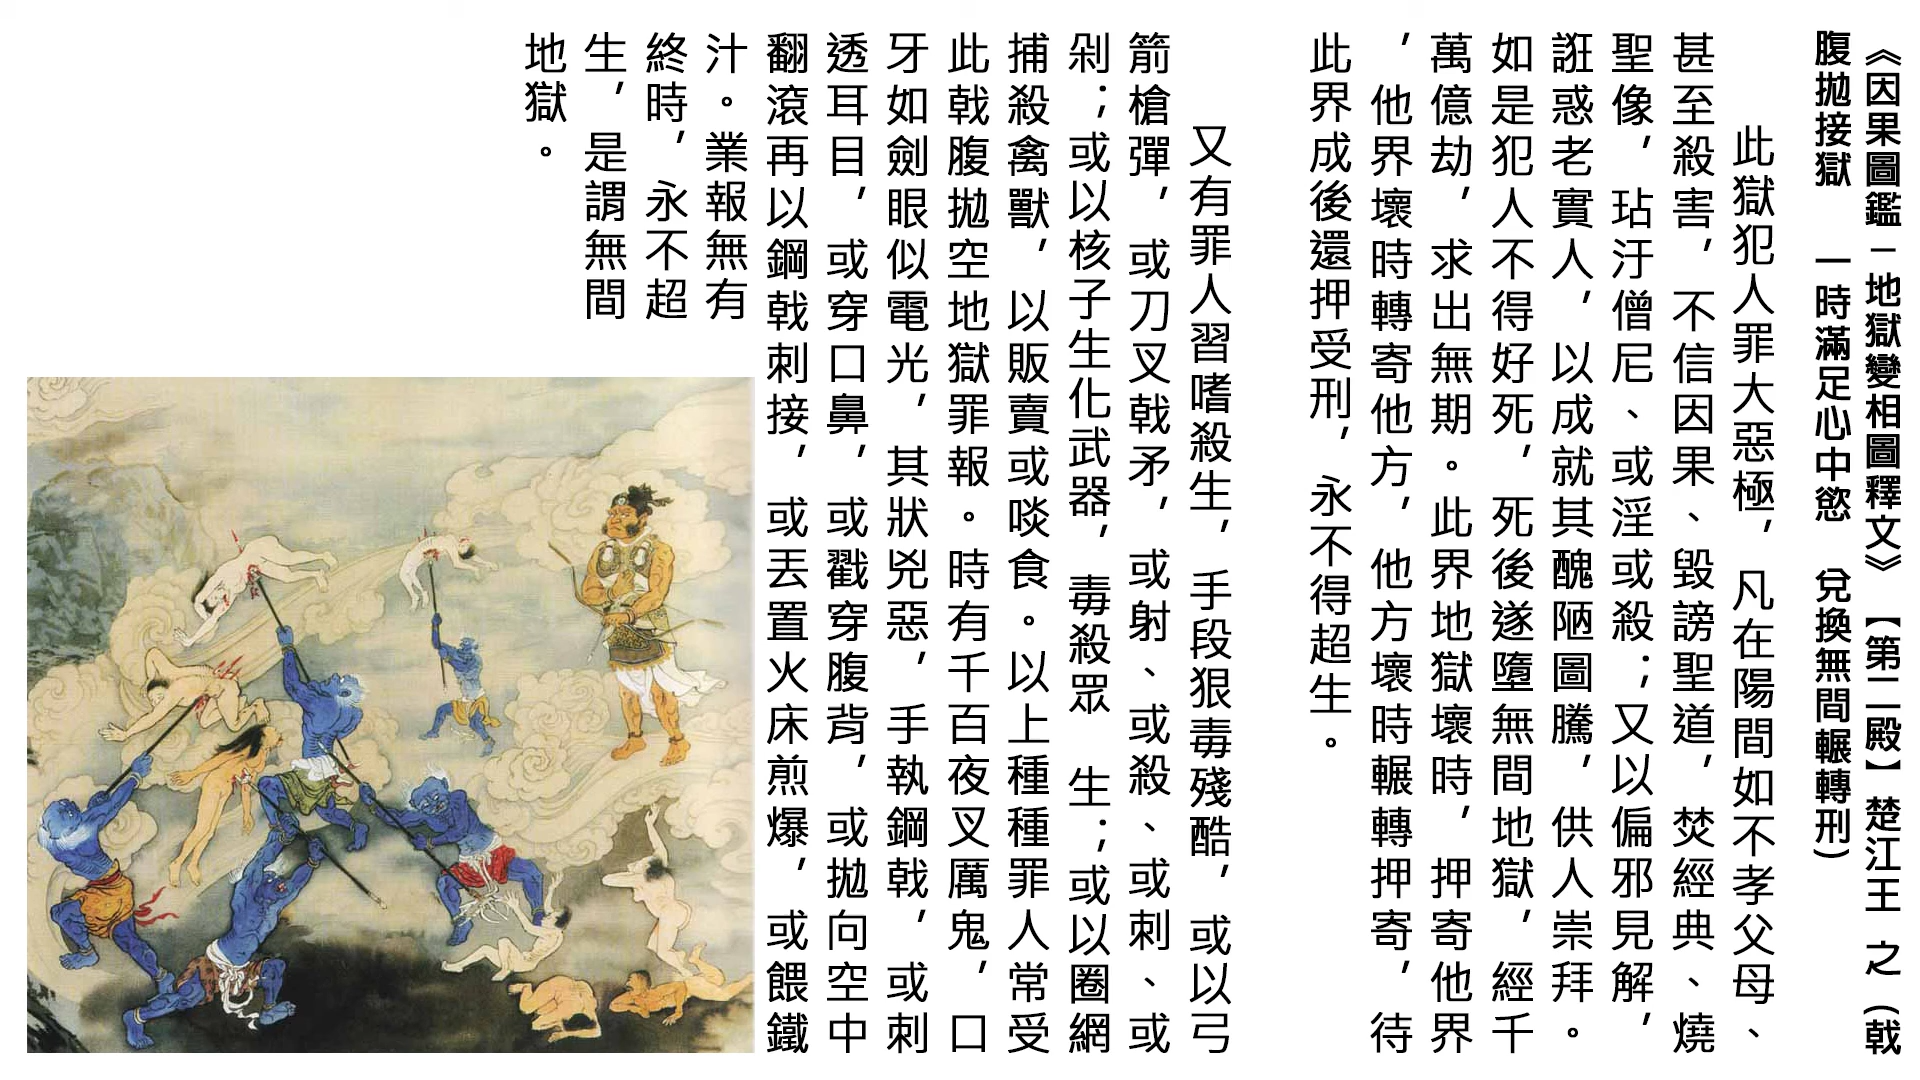 《因果圖鑑－地獄變相圖釋文》【第二殿】楚江王 之（戟
腹拋接獄　一時滿足心中慾　兌換無間輾轉刑）
此獄犯人罪大惡極，凡在陽間如不孝父母、
甚至殺害，不信因果、毀謗聖道，焚經典、燒
聖像，玷汙僧尼、或淫或殺；又以偏邪見解，
誑惑老實人，以成就其醜陋圖騰，供人崇拜。
如是犯人不得好死，死後遂墮無間地獄，經千
萬億劫，求出無期。此界地獄壞時，押寄他界
，他界壞時轉寄他方，他方壞時輾轉押寄，待
此界成後還押受刑，永不得超生。
又有罪人習嗜殺生，手段狠毒殘酷，或以弓
箭槍彈，或刀叉戟矛，或射、或殺、或刺、或
剁；或以核子生化武器，毒殺眾　生；或以圈網
捕殺禽獸，以販賣或啖食。以上種種罪人常受
此戟腹拋空地獄罪報。時有千百夜叉厲鬼，口
牙如劍眼似電光，其狀兇惡，手執鋼戟，或刺
透耳目，或穿口鼻，或戳穿腹背，或拋向空中
翻滾再以鋼戟刺接，或丟置火床煎爆，或餵鐵
汁。業報無有
終時，永不超
生，是謂無間
地獄。